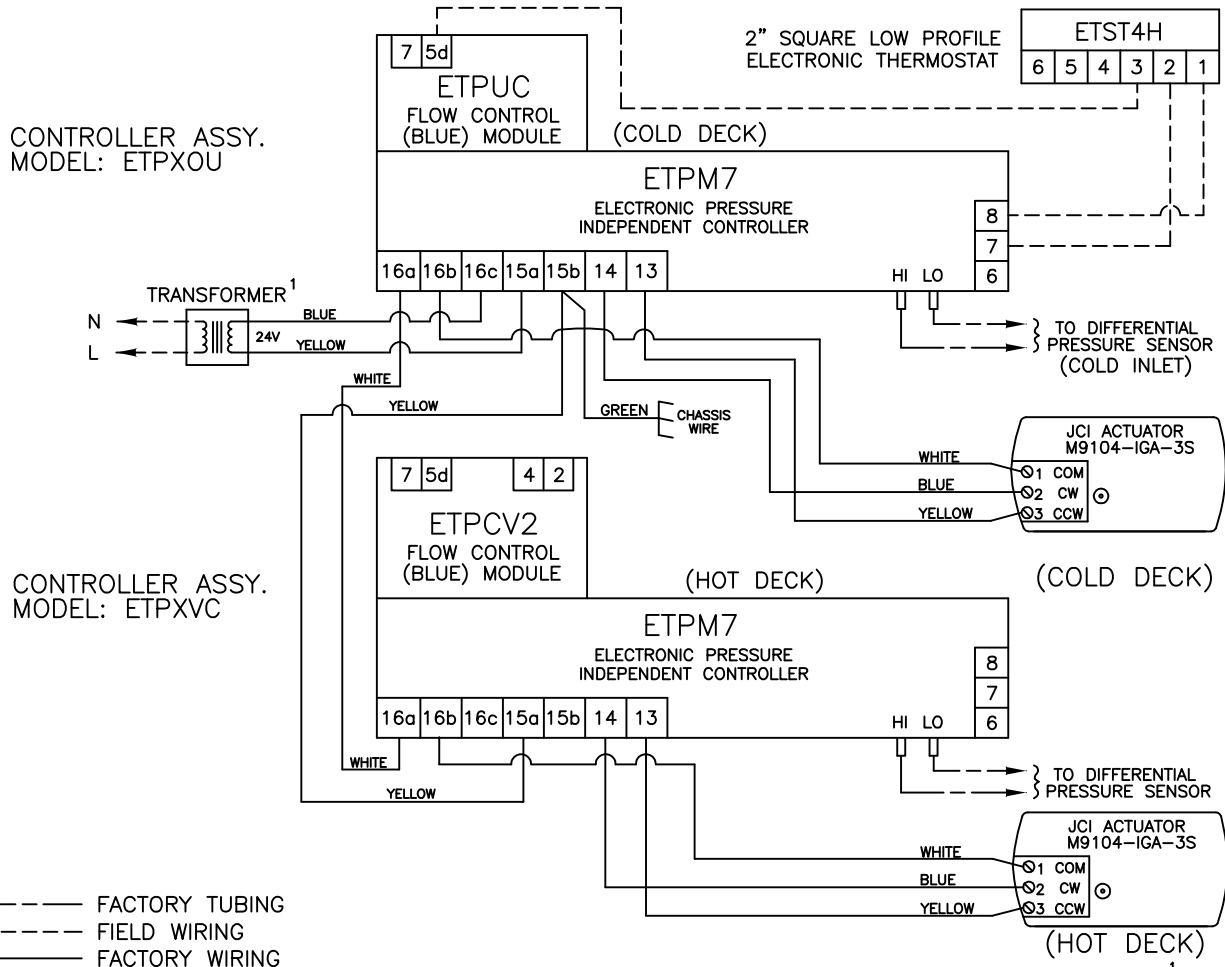 2" SQUARE LOW PROFILE
ELECTRONIC THERMOSTAT
ETST4H
6 5 4 3 2 1
7 5d
ETPUC
FLOW CONTROL
(BLUE) MODULE
(COLD DECK)
CONTROLLER ASSY.
MODEL: ETPXOU
ETPM7
ELECTRONIC PRESSURE
INDEPENDENT CONTROLLER
8
7
6
16a 16b 16c 15a 15b 14 13
HI LO
TRANSFORMER 1
N
L
24V
BLUE
YELLOW
TO DIFFERENTIAL
PRESSURE SENSOR
(COLD INLET)
WHITE
YELLOW
GREEN
CHASSIS
WIRE
JCI ACTUATOR
M9104-IGA-3S
WHITE
BLUE
YELLOW
1 COM
2 CW
3 CCW
(COLD DECK)
7 5d 4 2
ETPCV2
FLOW CONTROL
(BLUE) MODULE
(HOT DECK)
CONTROLLER ASSY.
MODEL: ETPXVC
ETPM7
ELECTRONIC PRESSURE
INDEPENDENT CONTROLLER
8
7
6
16a 16b 16c 15a 15b 14 13
HI LO
WHITE
YELLOW
TO DIFFERENTIAL
PRESSURE SENSOR
JCI ACTUATOR
M9104-IGA-3S
WHITE
BLUE
YELLOW
1 COM
2 CW
3 CCW
(HOT DECK)
FACTORY TUBING
FIELD WIRING
FACTORY WIRING
1